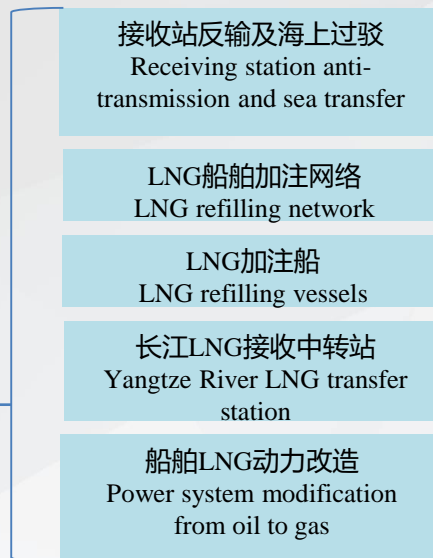 接收站反输及海上过驳
Receiving station anti-
transmission and sea transfer
LNG船舶加注网络
LNG refilling network
LNG加注船
LNG refilling vessels
长江LNG接收中转站
Yangtze River LNG transfer
station
船舶LNG动力改造
Power system modification
from oil to gas